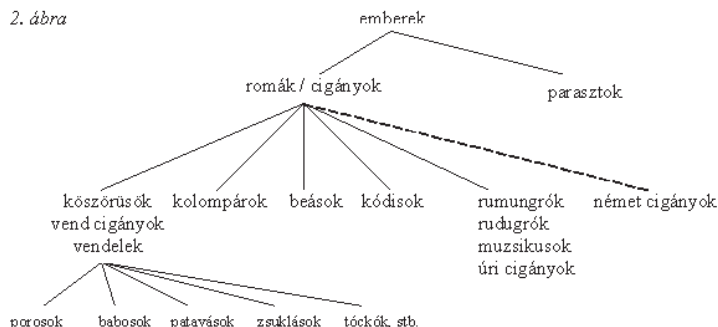 2. ábra
emberek
romák / cigányok
parasztok
köszörűsök kolompárok beások kódisok rumungrók német cigányok
vend cigányok rudugrók
vendelek muzsikusok
úri cigányok
porosok babosok patavások zsuklások tóckók, stb.